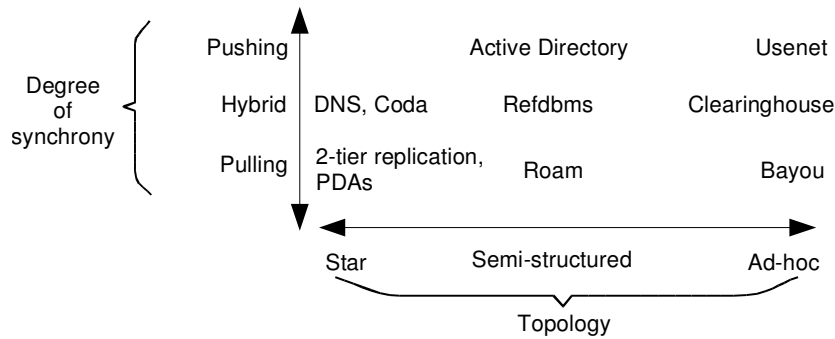 Pushing Active Directory Usenet
Degree
of
synchrony
Hybrid DNS, Coda Refdbms Clearinghouse
Pulling 2-tier replication,
PDAs
Roam Bayou
Star Semi-structured Ad-hoc
Topology